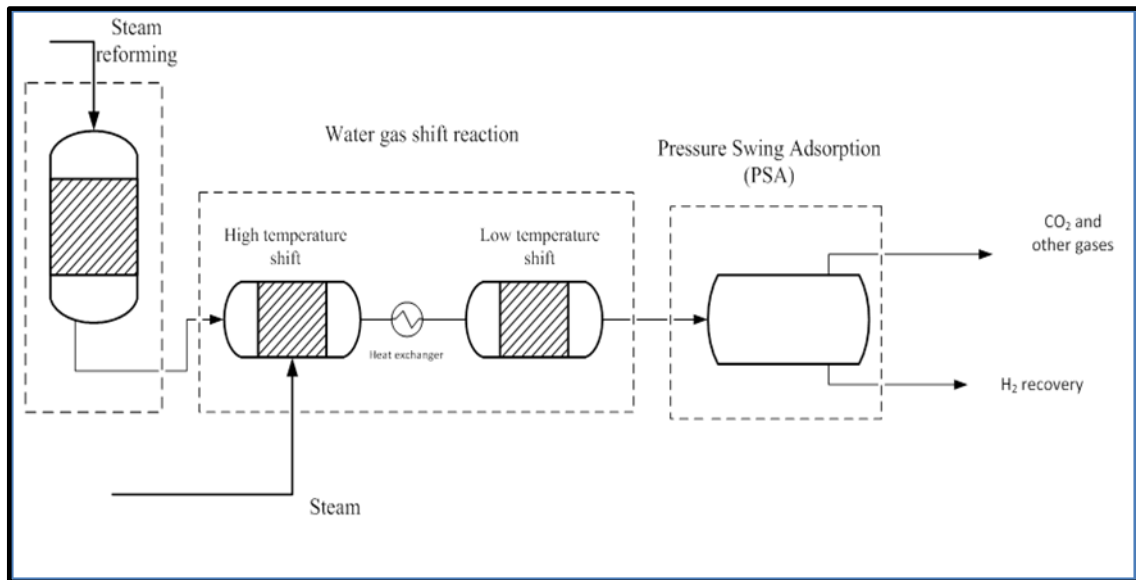 Steam
reforming
Water gas shift reaction
Pressure Swing Adsorption
(PSA)
High temperature
shift
Low temperature
shift
Heat exchanger
CO₂ and
other gases
H₂ recovery
Steam